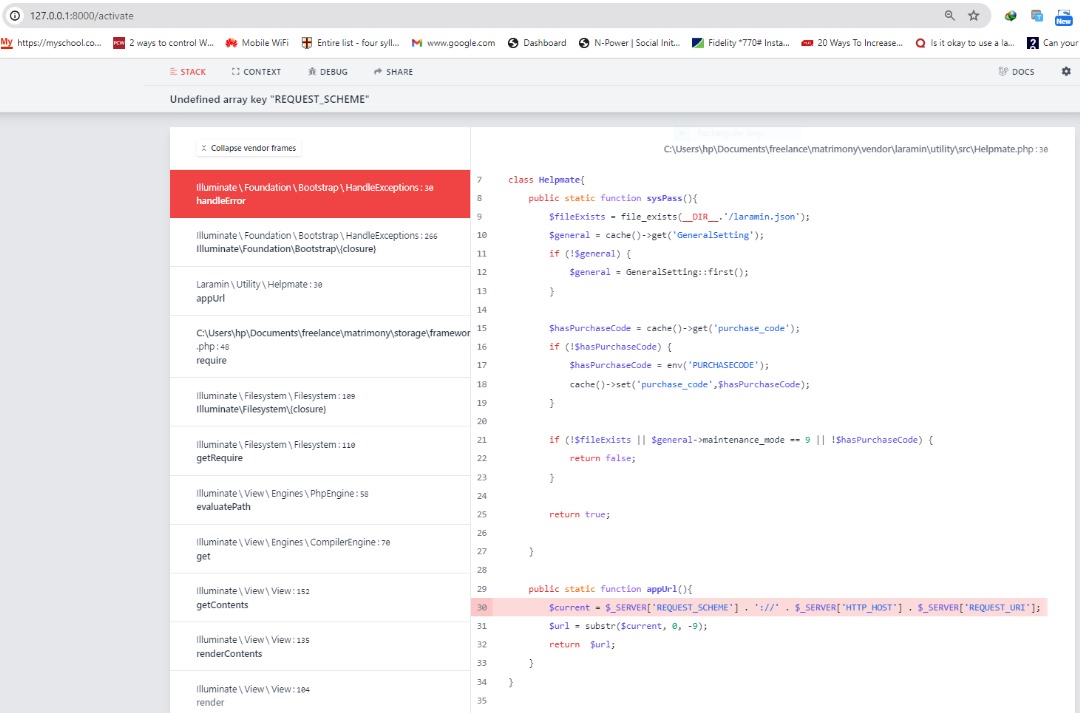 127.0.0.1:8000/activate
My https://myschool.co... PCW 2 ways to control W... Mobile WiFi Entire list - four syll... www.google.com Dashboard N-Power | Social Init... Fidelity *770# Insta... 20 Ways To Increase... Is it okay to use a la... Can your
New
STACK CONTEXT DEBUG SHARE DOCS
Undefined array key "REQUEST_SCHEME"
Collapse vendor frames
Illuminate \ Foundation \ Bootstrap \ HandleExceptions : 30
handleError
Illuminate \ Foundation \ Bootstrap \ HandleExceptions : 266
Illuminate\Foundation\Bootstrap\{closure}
Laramin \ Utility \ Helpmate : 30
appUrl
C:\Users\hp\Documents\freelance\matrimony\storage\framewor
.php : 48
require
Illuminate \ Filesystem \ Filesystem : 109
Illuminate\Filesystem\{closure}
Illuminate \ Filesystem \ Filesystem : 110
getRequire
Illuminate \ View \ Engines \ PhpEngine : 58
evaluatePath
Illuminate \ View \ Engines \ CompilerEngine : 70
get
Illuminate \ View \ View : 152
getContents
Illuminate \ View \ View : 135
renderContents
Illuminate \ View \ View : 104
render
C:\Users\hp\Documents\freelance\matrimony\vendor\laramin\utility\src\Helpmate.php : 30
7 class Helpmate{
8 public static function sysPass(){
9 $fileExists = file_exists(__DIR__.'/laramin.json');
10 $general = cache()->get('GeneralSetting');
11 if (!$general) {
12 $general = GeneralSetting::first();
13 }
14
15 $hasPurchaseCode = cache()->get('purchase_code');
16 if (!$hasPurchaseCode) {
17 $hasPurchaseCode = env('PURCHASECODE');
18 cache()->set('purchase_code',$hasPurchaseCode);
19 }
20
21 if (!$fileExists || $general->maintenance_mode == 9 || !$hasPurchaseCode) {
22 return false;
23 }
24
25 return true;
26
27 }
28
29 public static function appUrl(){
30 $current = $_SERVER['REQUEST_SCHEME'] . '://' . $_SERVER['HTTP_HOST'] . $_SERVER['REQUEST_URI'];
31 $url = substr($current, 0, -9);
32 return $url;
33 }
34 }
35